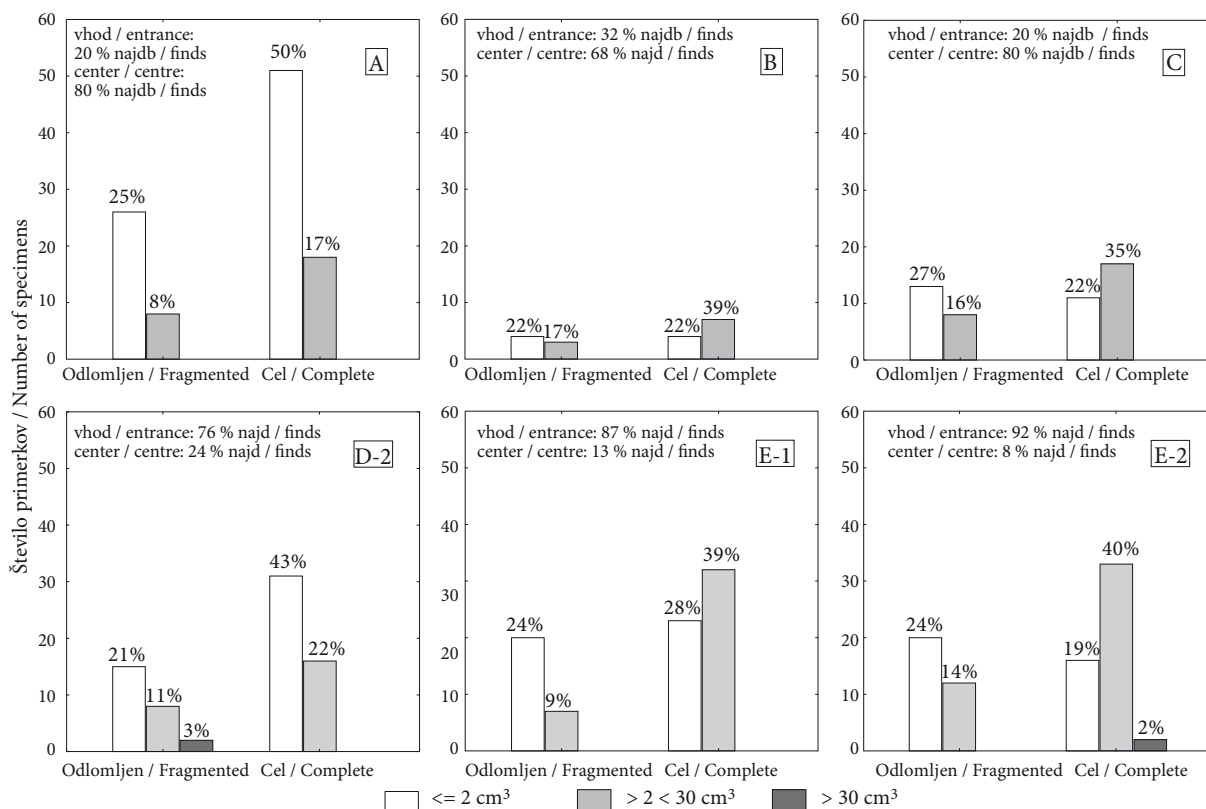 Število primerkov / Number of specimens
60
50
40
30
20
10
0
vhod / entrance:
20 % najdb / finds
center / centre:
80 % najdb / finds
A
25%
8%
50%
17%
Odlomljen / Fragmented
Cel / Complete
60
50
40
30
20
10
0
vhod / entrance: 32 % najdb / finds
center / centre: 68 % najd / finds
B
22%
17%
22%
39%
Odlomljen / Fragmented
Cel / Complete
60
50
40
30
20
10
0
vhod / entrance: 20 % najdb / finds
center / centre: 80 % najdb / finds
C
27%
16%
22%
35%
Odlomljen / Fragmented
Cel / Complete
60
50
40
30
20
10
0
vhod / entrance: 76 % najd / finds
center / centre: 24 % najd / finds
D-2
21%
11%
3%
43%
22%
Odlomljen / Fragmented
Cel / Complete
60
50
40
30
20
10
0
vhod / entrance: 87 % najd / finds
center / centre: 13 % najd / finds
E-1
24%
9%
28%
39%
Odlomljen / Fragmented
Cel / Complete
60
50
40
30
20
10
0
vhod / entrance: 92 % najd / finds
center / centre: 8 % najd / finds
E-2
24%
14%
19%
40%
2%
Odlomljen / Fragmented
Cel / Complete
<= 2 cm³
> 2 < 30 cm³
> 30 cm³